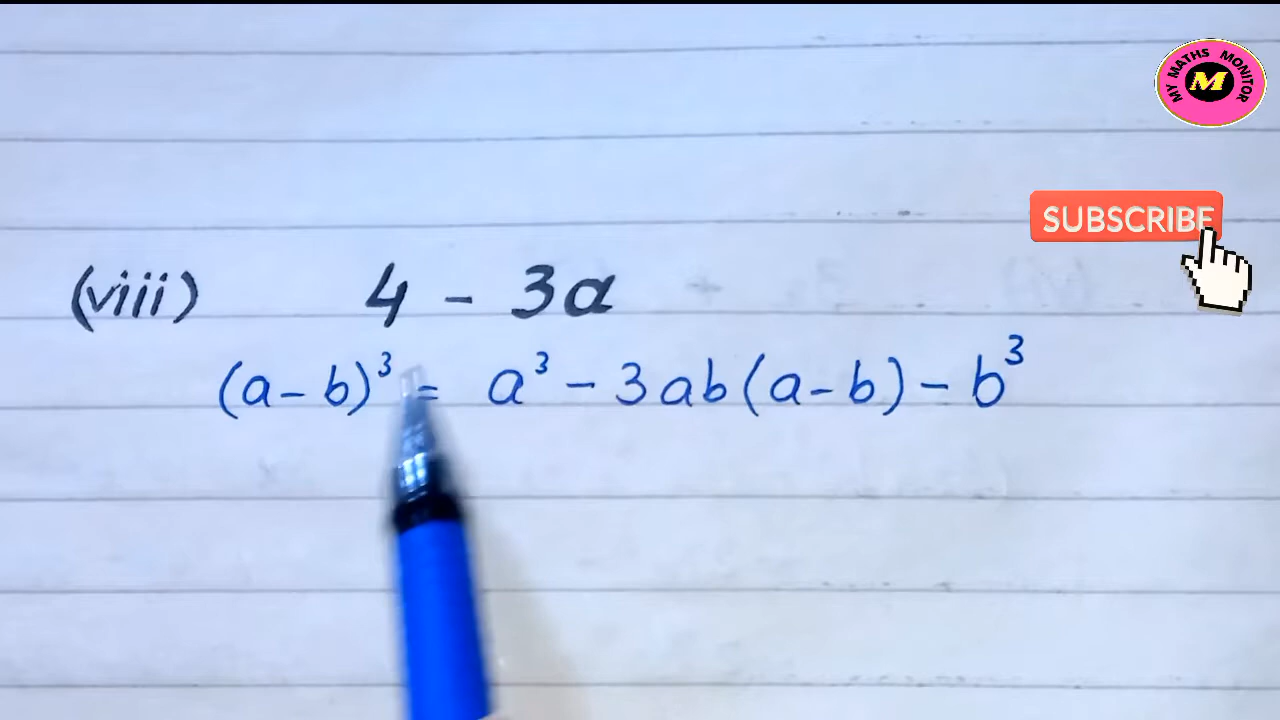 MY MATHS MONITOR
M
SUBSCRIBE
(viii) 4 - 3a
(a-b)³ = a³ - 3ab(a-b) - b³